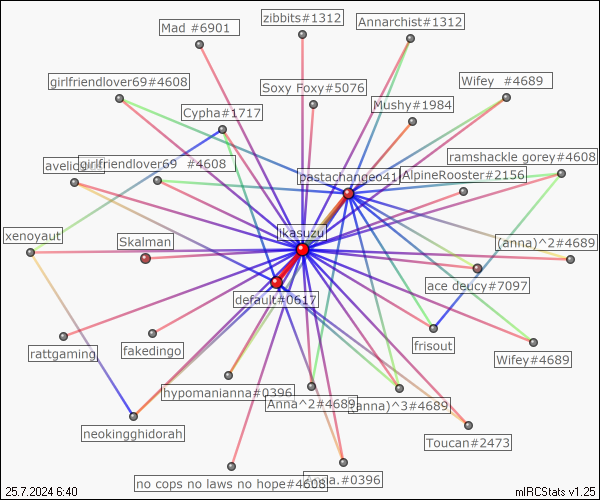 zibbits#1312
Annarchist#1312
Mad #6901
girlfriendlover69#4608
Soxy Foxy#5076
Wifey #4689
Cypha#1717
Mushy#1984
ramshackle gorey#4608
girlfriendlover69 #4608
pastachangeo41
AlpineRooster#2156
xenoyaut
Skalman
ikasuzu
(anna)^2#4689
ace deucy#7097
default#0617
rattgaming
fakedingo
frisout
Wifey#4689
hypomanianna#0396
Anna^2#4689
(anna)^3#4689
neokingghidorah
Toucan#2473
no cops no laws no hope#4608
#0396
25.7.2024 6:40
mIRCStats v1.25